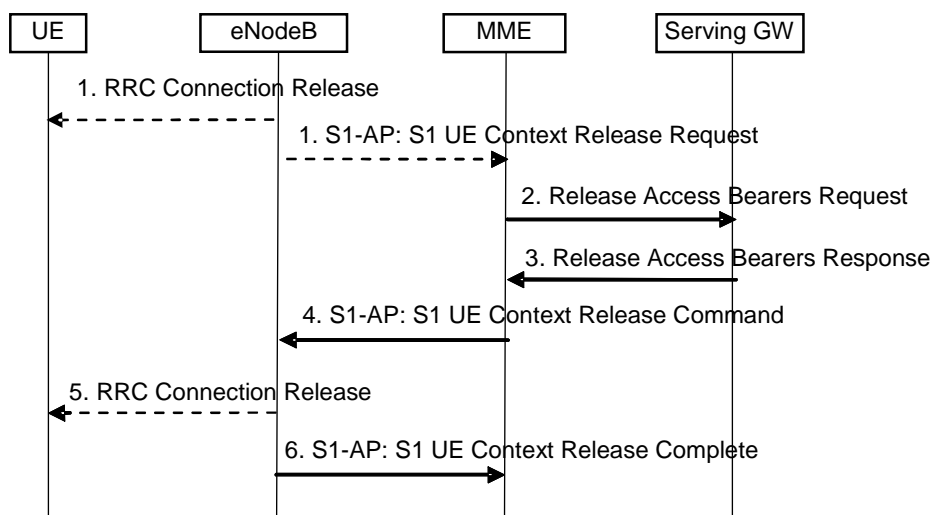 UE
eNodeB
MME
Serving GW
1. RRC Connection Release
1. S1-AP: S1 UE Context Release Request
2. Release Access Bearers Request
3. Release Access Bearers Response
4. S1-AP: S1 UE Context Release Command
5. RRC Connection Release
6. S1-AP: S1 UE Context Release Complete